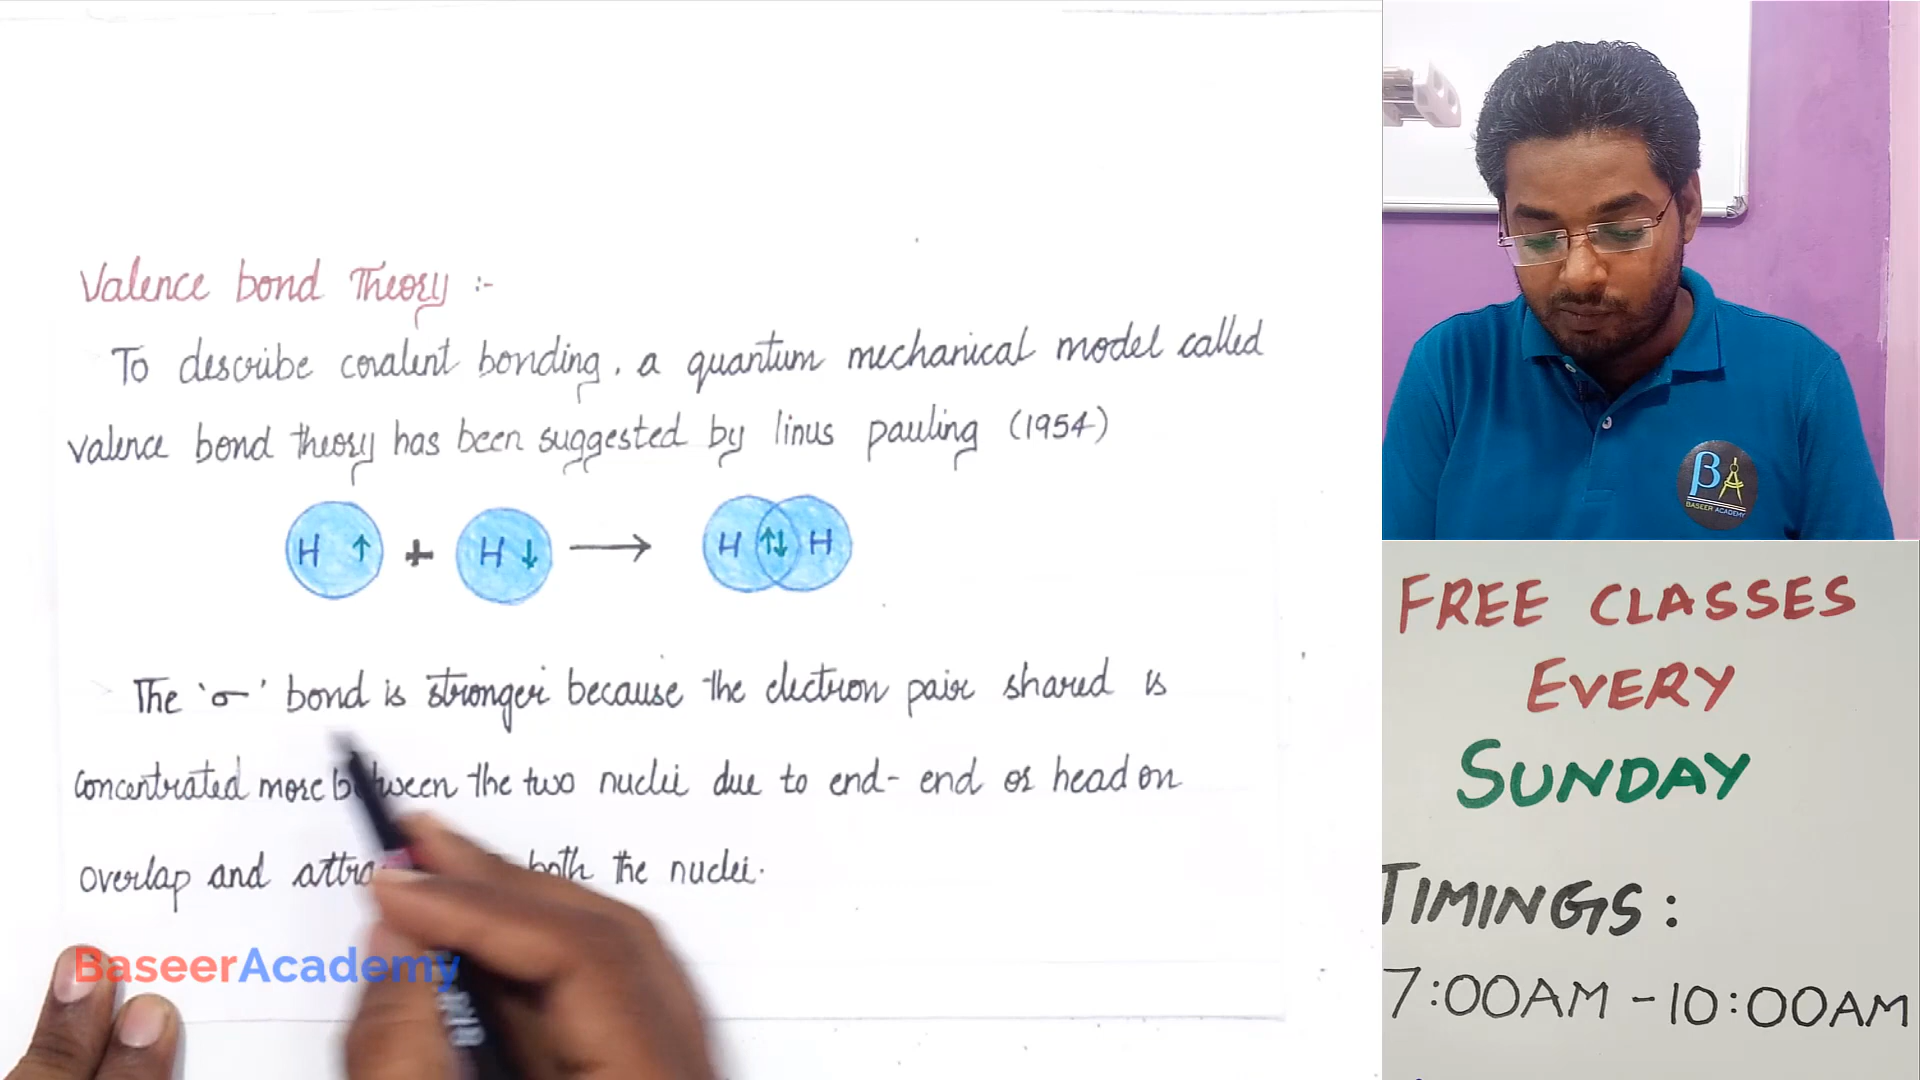 Valence bond Theory :-
To describe covalent bonding, a quantum mechanical model called
valence bond theory has been suggested by linus pauling (1954)
H ↑ + H ↓ → H ↑↓ H
The 'σ' bond is stronger because the electron pair shared is
concentrated more between the two nuclei due to end-end or head on
overlap and both the nuclei.
BaseerAcademy
βA
BASEER ACADEMY
FREE CLASSES
EVERY
SUNDAY
TIMINGS:
7:00AM - 10:00AM